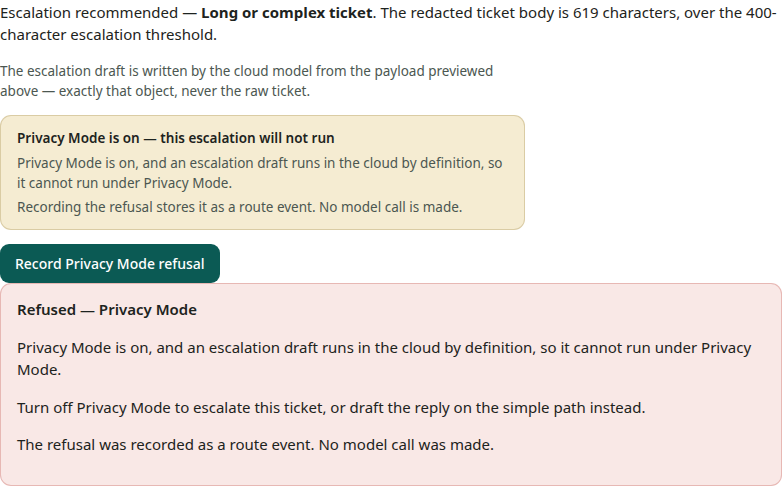 Escalation recommended — Long or complex ticket. The redacted ticket body is 619 characters, over the 400-
character escalation threshold.
The escalation draft is written by the cloud model from the payload previewed
above — exactly that object, never the raw ticket.
Privacy Mode is on — this escalation will not run
Privacy Mode is on, and an escalation draft runs in the cloud by definition, so
it cannot run under Privacy Mode.
Recording the refusal stores it as a route event. No model call is made.
Record Privacy Mode refusal
Refused — Privacy Mode
Privacy Mode is on, and an escalation draft runs in the cloud by definition, so it cannot run under Privacy
Mode.
Turn off Privacy Mode to escalate this ticket, or draft the reply on the simple path instead.
The refusal was recorded as a route event. No model call was made.